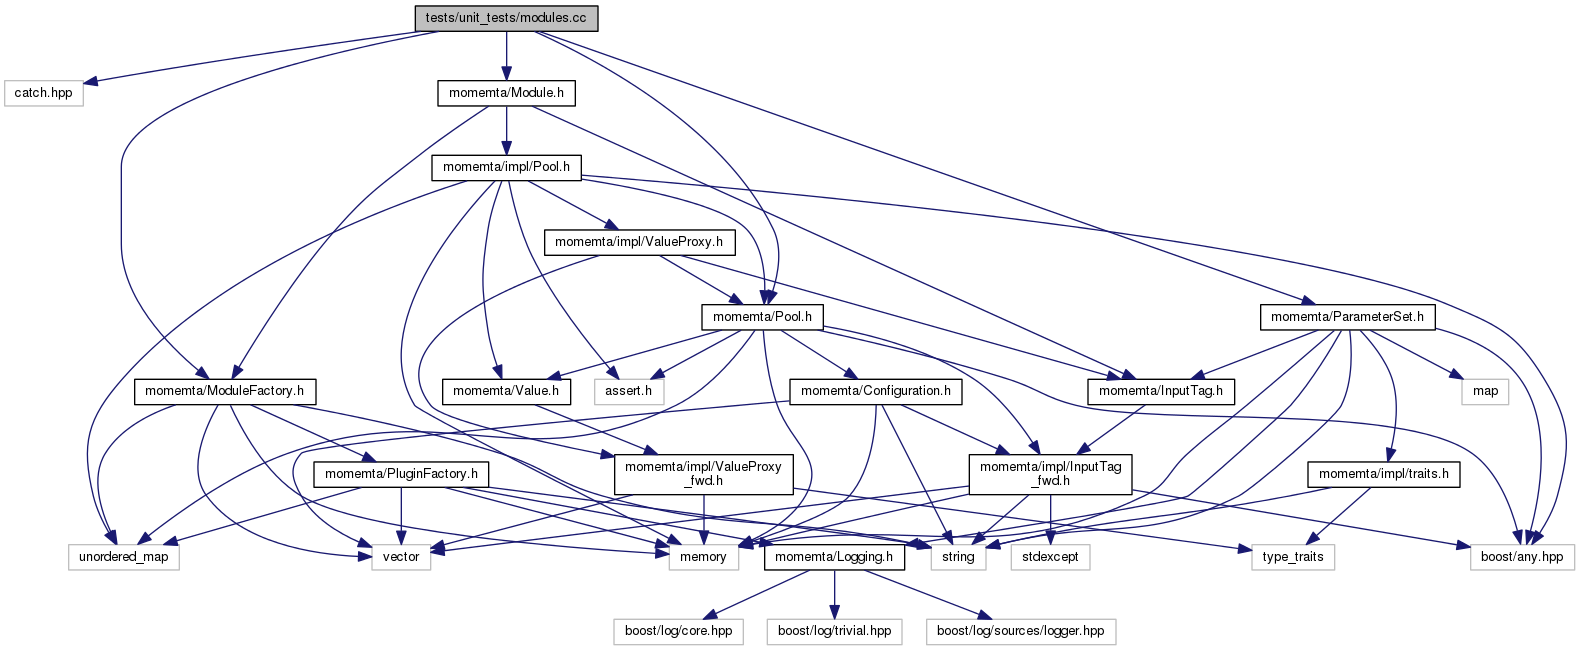 tests/unit_tests/modules.cc
catch.hpp
momemta/Module.h
momemta/impl/Pool.h
momemta/impl/ValueProxy.h
momemta/Pool.h
momemta/ParameterSet.h
momemta/ModuleFactory.h
momemta/Value.h
assert.h
momemta/Configuration.h
momemta/InputTag.h
map
momemta/PluginFactory.h
momemta/impl/ValueProxy
_fwd.h
momemta/impl/InputTag
_fwd.h
momemta/impl/traits.h
unordered_map
vector
memory
momemta/Logging.h
string
stdexcept
type_traits
boost/any.hpp
boost/log/core.hpp
boost/log/trivial.hpp
boost/log/sources/logger.hpp